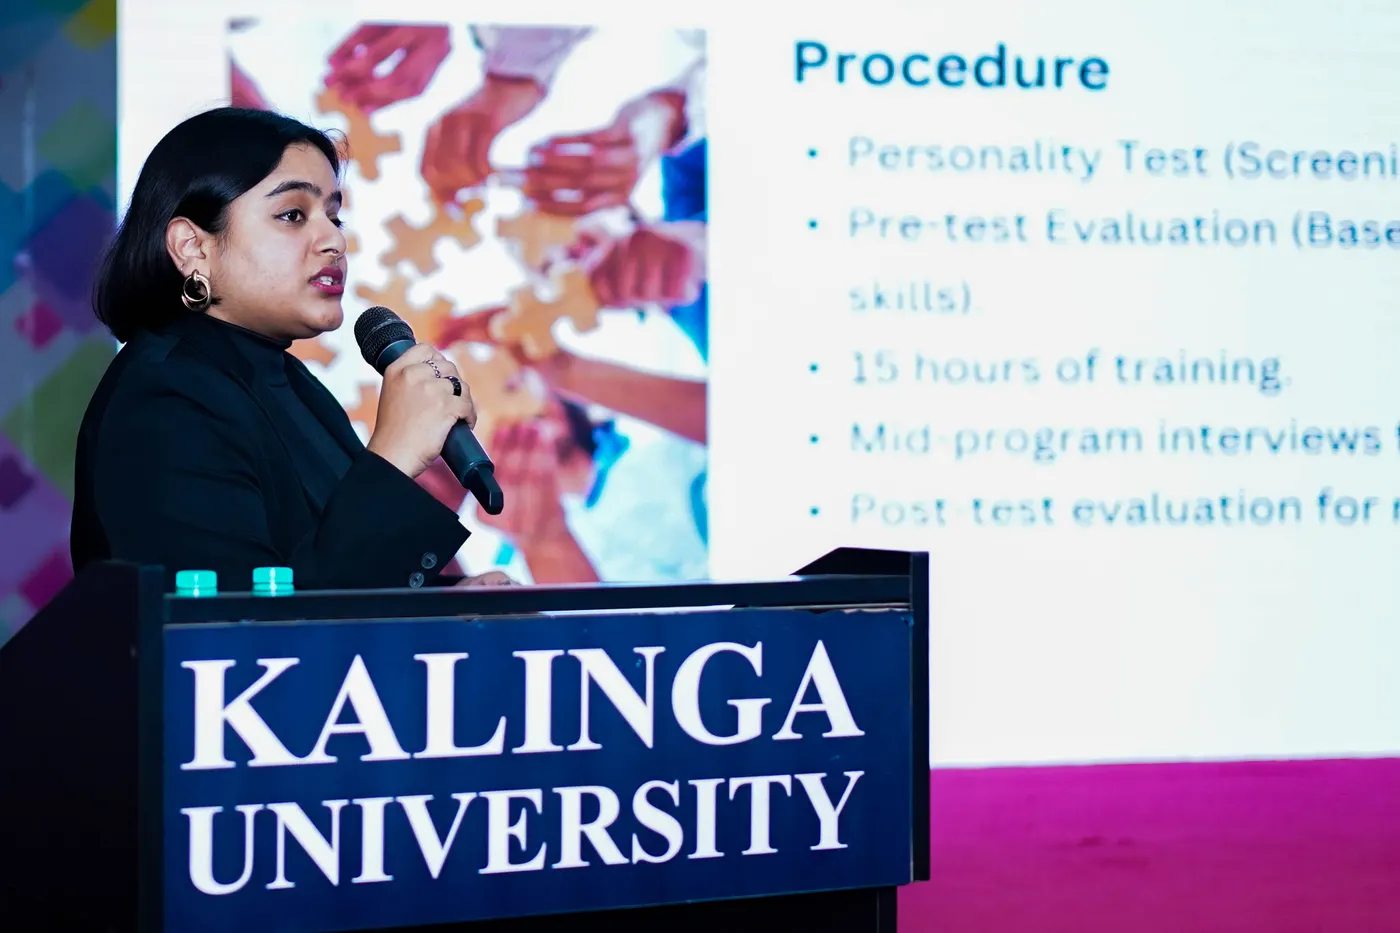 Procedure
• Personality Test (Screeni
• Pre-test Evaluation (Base
skills).
• 15 hours of training.
• Mid-program interviews
• Post-test evaluation for
KALINGA
UNIVERSITY